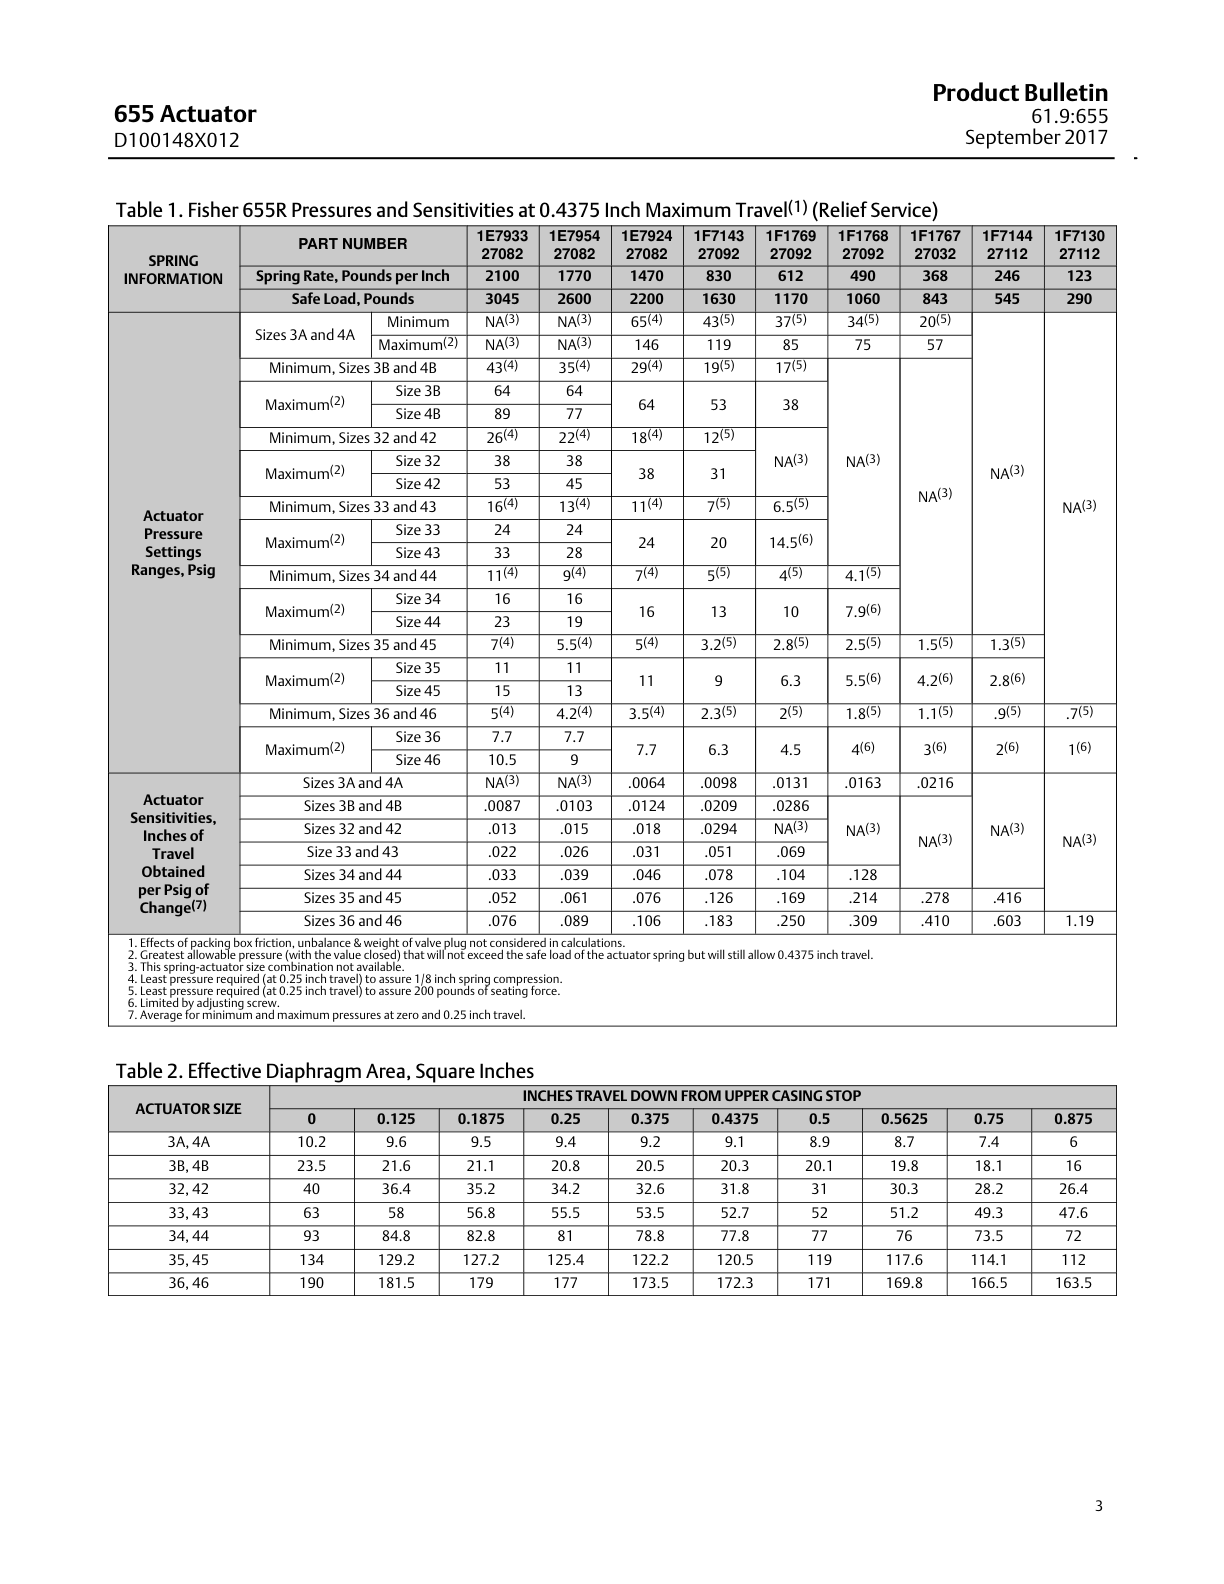 655 Actuator
D100148X012
Product Bulletin
61.9:655
September 2017
Table 1. Fisher 655R Pressures and Sensitivities at 0.4375 Inch Maximum Travel(1) (Relief Service)
SPRING INFORMATION
PART NUMBER 1E7933 27082 1E7954 27082 1E7924 27082 1F7143 27092 1F1769 27092 1F1768 27092 1F1767 27032 1F7144 27112 1F7130 27112
Spring Rate, Pounds per Inch 2100 1770 1470 830 612 490 368 246 123
Safe Load, Pounds 3045 2600 2200 1630 1170 1060 843 545 290
Actuator Pressure Settings Ranges, Psig
Sizes 3A and 4A Minimum NA(3) NA(3) 65(4) 43(5) 37(5) 34(5) 20(5) NA(3) NA(3)
Maximum(2) NA(3) NA(3) 146 119 85 75 57
Minimum, Sizes 3B and 4B 43(4) 35(4) 29(4) 19(5) 17(5) NA(3) NA(3)
Maximum(2) Size 3B 64 64 64 53 38
Size 4B 89 77
Minimum, Sizes 32 and 42 26(4) 22(4) 18(4) 12(5) NA(3)
Maximum(2) Size 32 38 38 38 31
Size 42 53 45
Minimum, Sizes 33 and 43 16(4) 13(4) 11(4) 7(5) 6.5(5)
Maximum(2) Size 33 24 24 24 20 14.5(6)
Size 43 33 28
Minimum, Sizes 34 and 44 11(4) 9(4) 7(4) 5(5) 4(5) 4.1(5)
Maximum(2) Size 34 16 16 16 13 10 7.9(6)
Size 44 23 19
Minimum, Sizes 35 and 45 7(4) 5.5(4) 5(4) 3.2(5) 2.8(5) 2.5(5) 1.5(5) 1.3(5)
Maximum(2) Size 35 11 11 11 9 6.3 5.5(6) 4.2(6) 2.8(6)
Size 45 15 13
Minimum, Sizes 36 and 46 5(4) 4.2(4) 3.5(4) 2.3(5) 2(5) 1.8(5) 1.1(5) .9(5) .7(5)
Maximum(2) Size 36 7.7 7.7 7.7 6.3 4.5 4(6) 3(6) 2(6) 1(6)
Size 46 10.5 9
Actuator Sensitivities, Inches of Travel Obtained per Psig of Change(7)
Sizes 3A and 4A NA(3) NA(3) .0064 .0098 .0131 .0163 .0216 NA(3) NA(3)
Sizes 3B and 4B .0087 .0103 .0124 .0209 .0286 NA(3) NA(3)
Sizes 32 and 42 .013 .015 .018 .0294 NA(3)
Size 33 and 43 .022 .026 .031 .051 .069
Sizes 34 and 44 .033 .039 .046 .078 .104 .128
Sizes 35 and 45 .052 .061 .076 .126 .169 .214 .278 .416
Sizes 36 and 46 .076 .089 .106 .183 .250 .309 .410 .603 1.19
1. Effects of packing box friction, unbalance & weight of valve plug not considered in calculations.
2. Greatest allowable pressure (with the value closed) that will not exceed the safe load of the actuator spring but will still allow 0.4375 inch travel.
3. This spring-actuator size combination not available.
4. Least pressure required (at 0.25 inch travel) to assure 1/8 inch spring compression.
5. Least pressure required (at 0.25 inch travel) to assure 200 pounds of seating force.
6. Limited by adjusting screw.
7. Average for minimum and maximum pressures at zero and 0.25 inch travel.
Table 2. Effective Diaphragm Area, Square Inches
ACTUATOR SIZE INCHES TRAVEL DOWN FROM UPPER CASING STOP
0 0.125 0.1875 0.25 0.375 0.4375 0.5 0.5625 0.75 0.875
3A, 4A 10.2 9.6 9.5 9.4 9.2 9.1 8.9 8.7 7.4 6
3B, 4B 23.5 21.6 21.1 20.8 20.5 20.3 20.1 19.8 18.1 16
32, 42 40 36.4 35.2 34.2 32.6 31.8 31 30.3 28.2 26.4
33, 43 63 58 56.8 55.5 53.5 52.7 52 51.2 49.3 47.6
34, 44 93 84.8 82.8 81 78.8 77.8 77 76 73.5 72
35, 45 134 129.2 127.2 125.4 122.2 120.5 119 117.6 114.1 112
36, 46 190 181.5 179 177 173.5 172.3 171 169.8 166.5 163.5
3